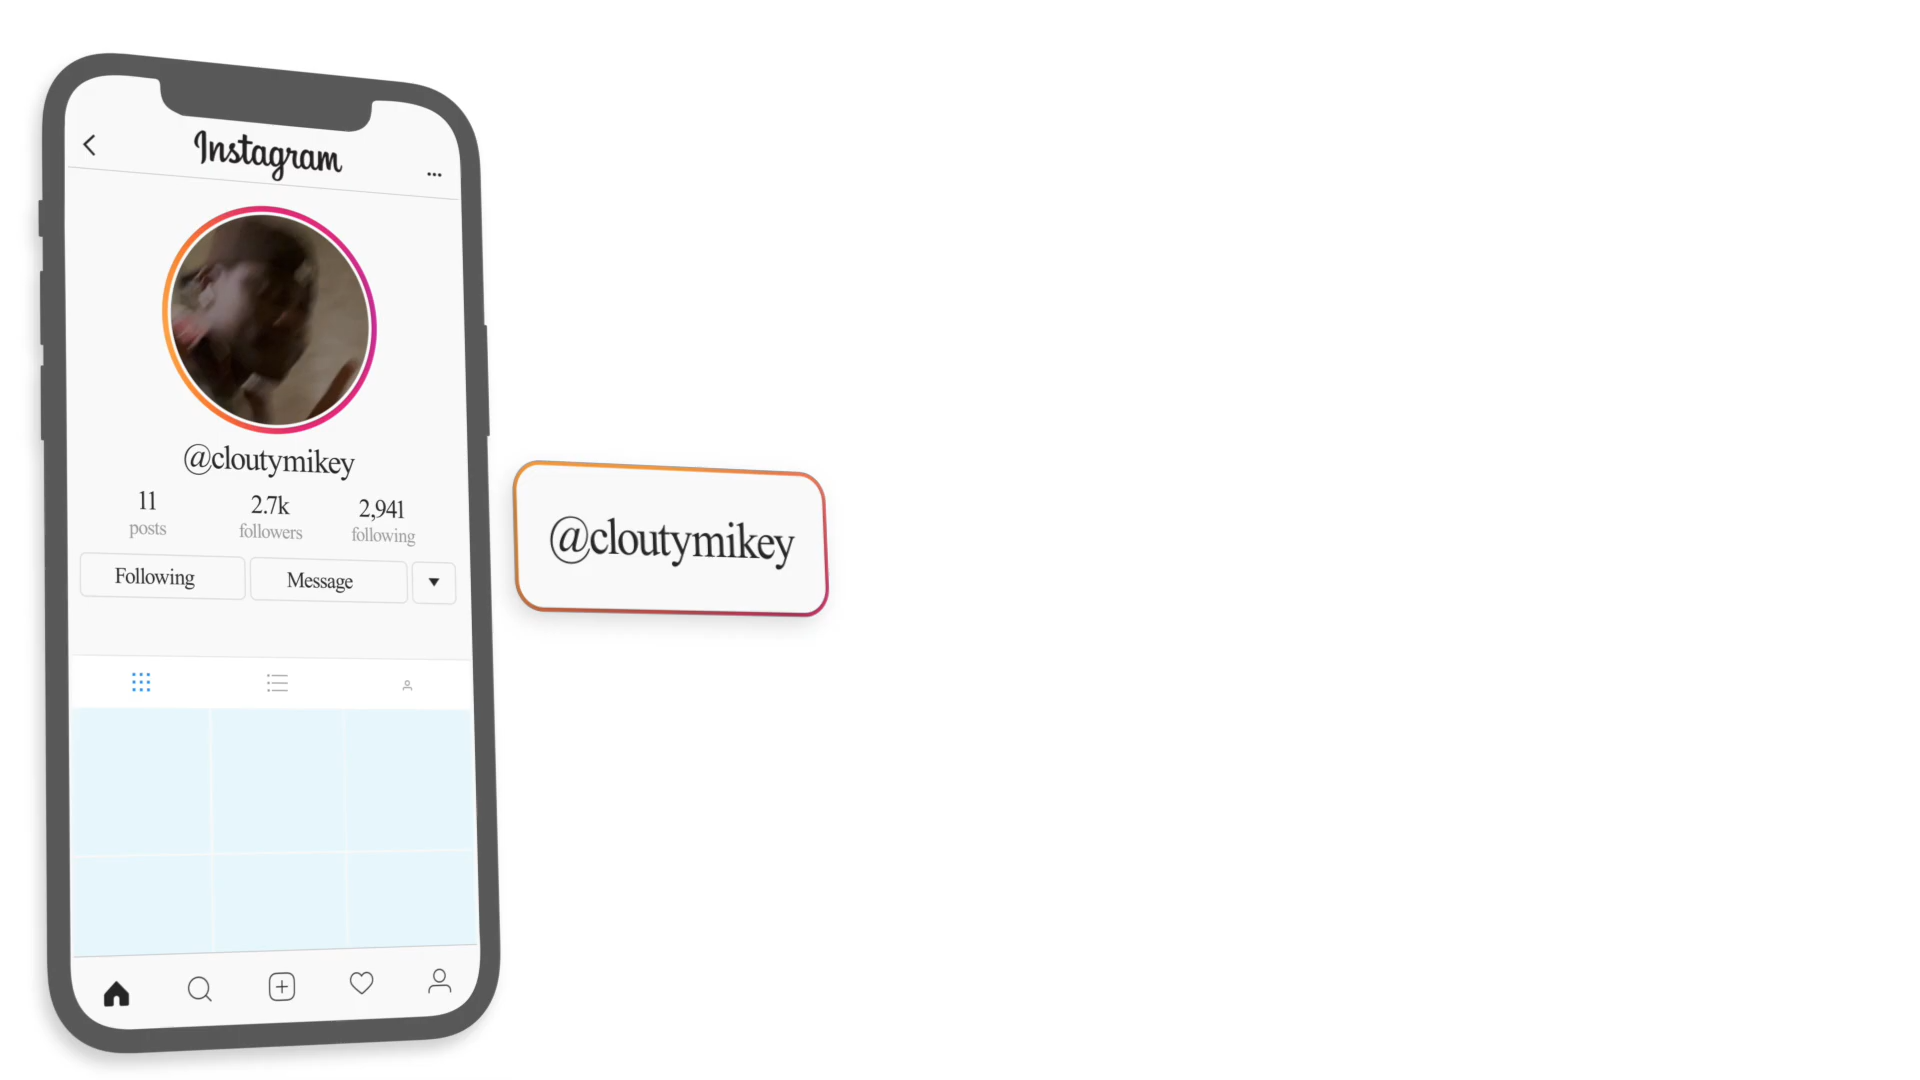 Instagram
@cloutymikey
11 2.7k 2,941
posts followers following
Following Message
@cloutymikey